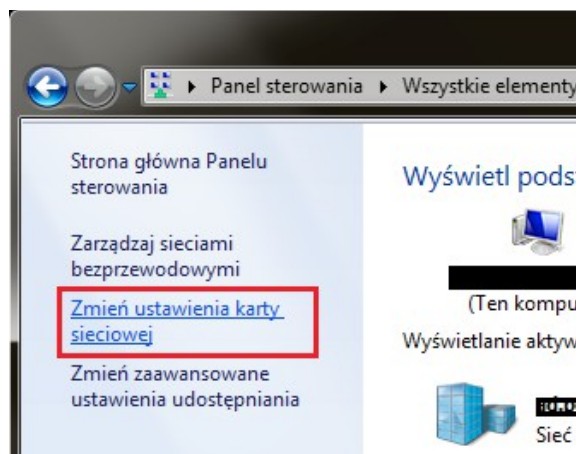 Panel sterowania Wszystkie elementy
Strona główna Panelu
sterowania
Zarządzaj sieciami
bezprzewodowymi
Zmień ustawienia karty
sieciowej
Zmień zaawansowane
ustawienia udostępniania
Wyświetl pods
(Ten kompu
Wyświetlanie aktyw
Sieć